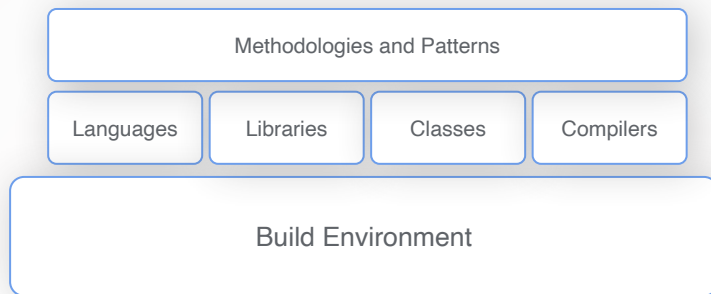 Methodologies and Patterns
Languages
Libraries
Classes
Compilers
Build Environment